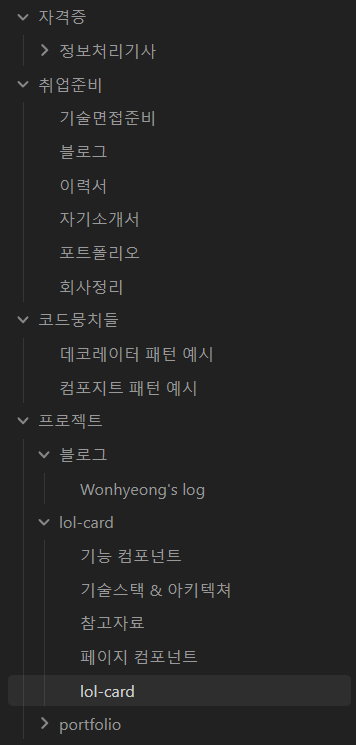 자격증
정보처리기사
취업준비
기술면접준비
블로그
이력서
자기소개서
포트폴리오
회사정리
코드뭉치들
데코레이터 패턴 예시
컴포지트 패턴 예시
프로젝트
블로그
Wonhyeong's log
lol-card
기능 컴포넌트
기술스택 & 아키텍쳐
참고자료
페이지 컴포넌트
lol-card
portfolio